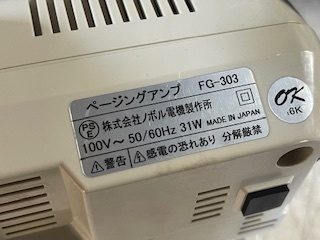 ページングアンプ FG-303
PS
E 株式会社ノボル電機製作所
100V～ 50/60Hz 31W MADE IN JAPAN
⚠警告 ⚠感電の恐れあり 分解厳禁
OK
.6K